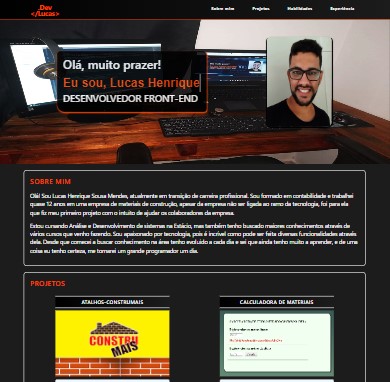 .Dev
</Lucas>
Sobre mim Projetos Habilidades Experiência
Olá, muito prazer!
Eu sou, Lucas Henrique
DESENVOLVEDOR FRONT-END
SOBRE MIM
Olá! Sou Lucas Henrique Sousa Mendes, atualmente em transição de carreira profissional. Sou formado em contabilidade e trabalhei
quase 12 anos em uma empresa de materiais de construção, apesar da empresa não ser ligada ao ramo de tecnologia, foi para ela
que fiz meu primeiro projeto com o intuito de ajudar os colaboradores da empresa.
Estou cursando Análise e Desenvolvimento de sistemas na Estácio, mas também tenho buscado maiores conhecimentos através de
vários cursos que venho fazendo. Sou apaixonado por tecnologia, pois é incrível como pode ser feita diversas funcionalidades através
dela. Desde que comecei a buscar conhecimento na área tenho evoluído a cada dia e sei que ainda tenho muito a aprender, e de uma
coisa eu tenho certeza, me tornarei um grande programador um dia.
PROJETOS
ATALHOS-CONSTRUMAIS
CALCULADORA DE MATERIAIS
CONSTRU
MAIS